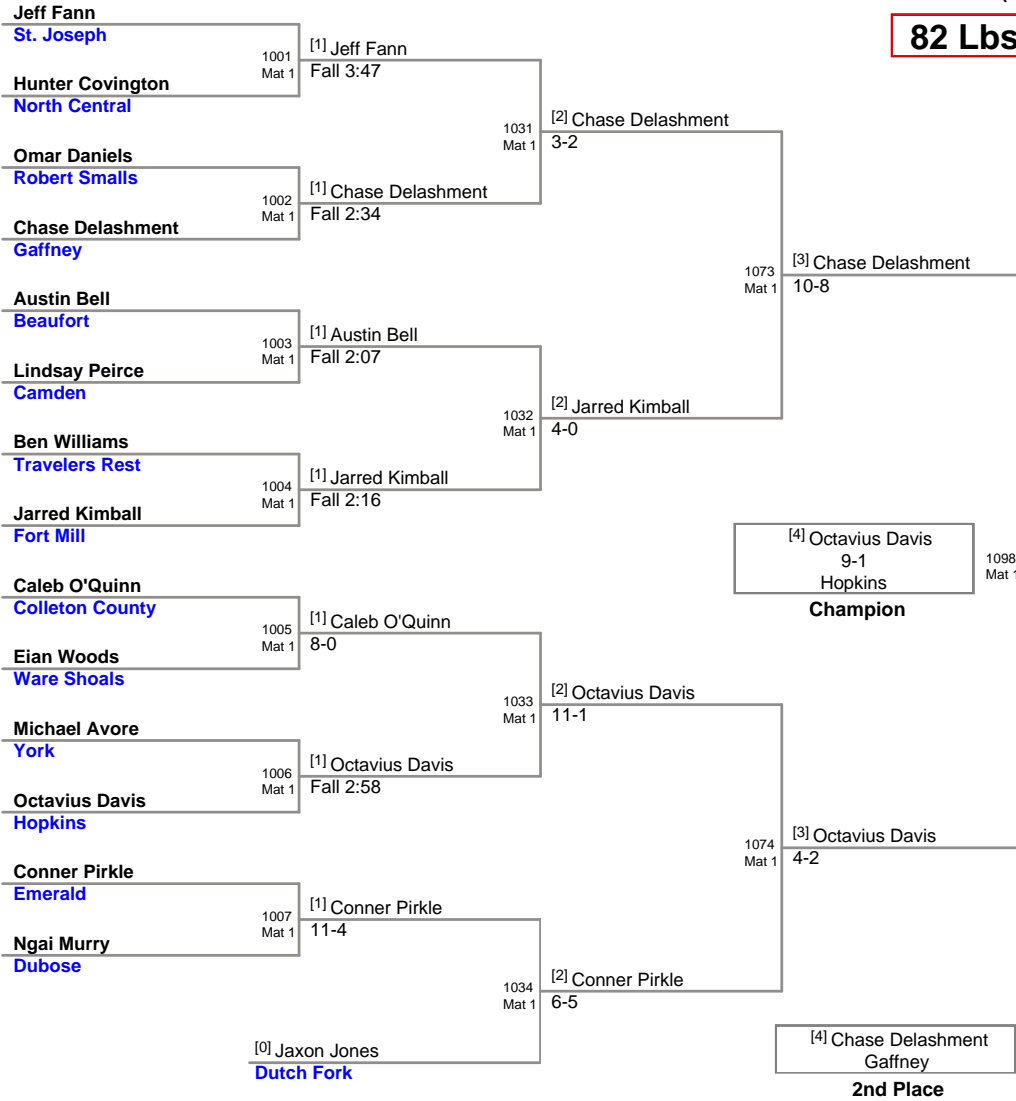 (
82 Lbs
Jeff Fann
St. Joseph
1001
Mat 1
[1] Jeff Fann
Fall 3:47
Hunter Covington
North Central
1031
Mat 1
[2] Chase Delashment
3-2
Omar Daniels
Robert Smalls
1002
Mat 1
[1] Chase Delashment
Fall 2:34
Chase Delashment
Gaffney
1073
Mat 1
[3] Chase Delashment
10-8
Austin Bell
Beaufort
1003
Mat 1
[1] Austin Bell
Fall 2:07
Lindsay Peirce
Camden
1032
Mat 1
[2] Jarred Kimball
4-0
Ben Williams
Travelers Rest
1004
Mat 1
[1] Jarred Kimball
Fall 2:16
Jarred Kimball
Fort Mill
[4] Octavius Davis
9-1
Hopkins
Champion
1098
Mat 1
Caleb O'Quinn
Colleton County
1005
Mat 1
[1] Caleb O'Quinn
8-0
Eian Woods
Ware Shoals
1033
Mat 1
[2] Octavius Davis
11-1
Michael Avore
York
1006
Mat 1
[1] Octavius Davis
Fall 2:58
Octavius Davis
Hopkins
1074
Mat 1
[3] Octavius Davis
4-2
Conner Pirkle
Emerald
1007
Mat 1
[1] Conner Pirkle
11-4
Ngai Murry
Dubose
1034
Mat 1
[2] Conner Pirkle
6-5
[0] Jaxon Jones
Dutch Fork
[4] Chase Delashment
Gaffney
2nd Place